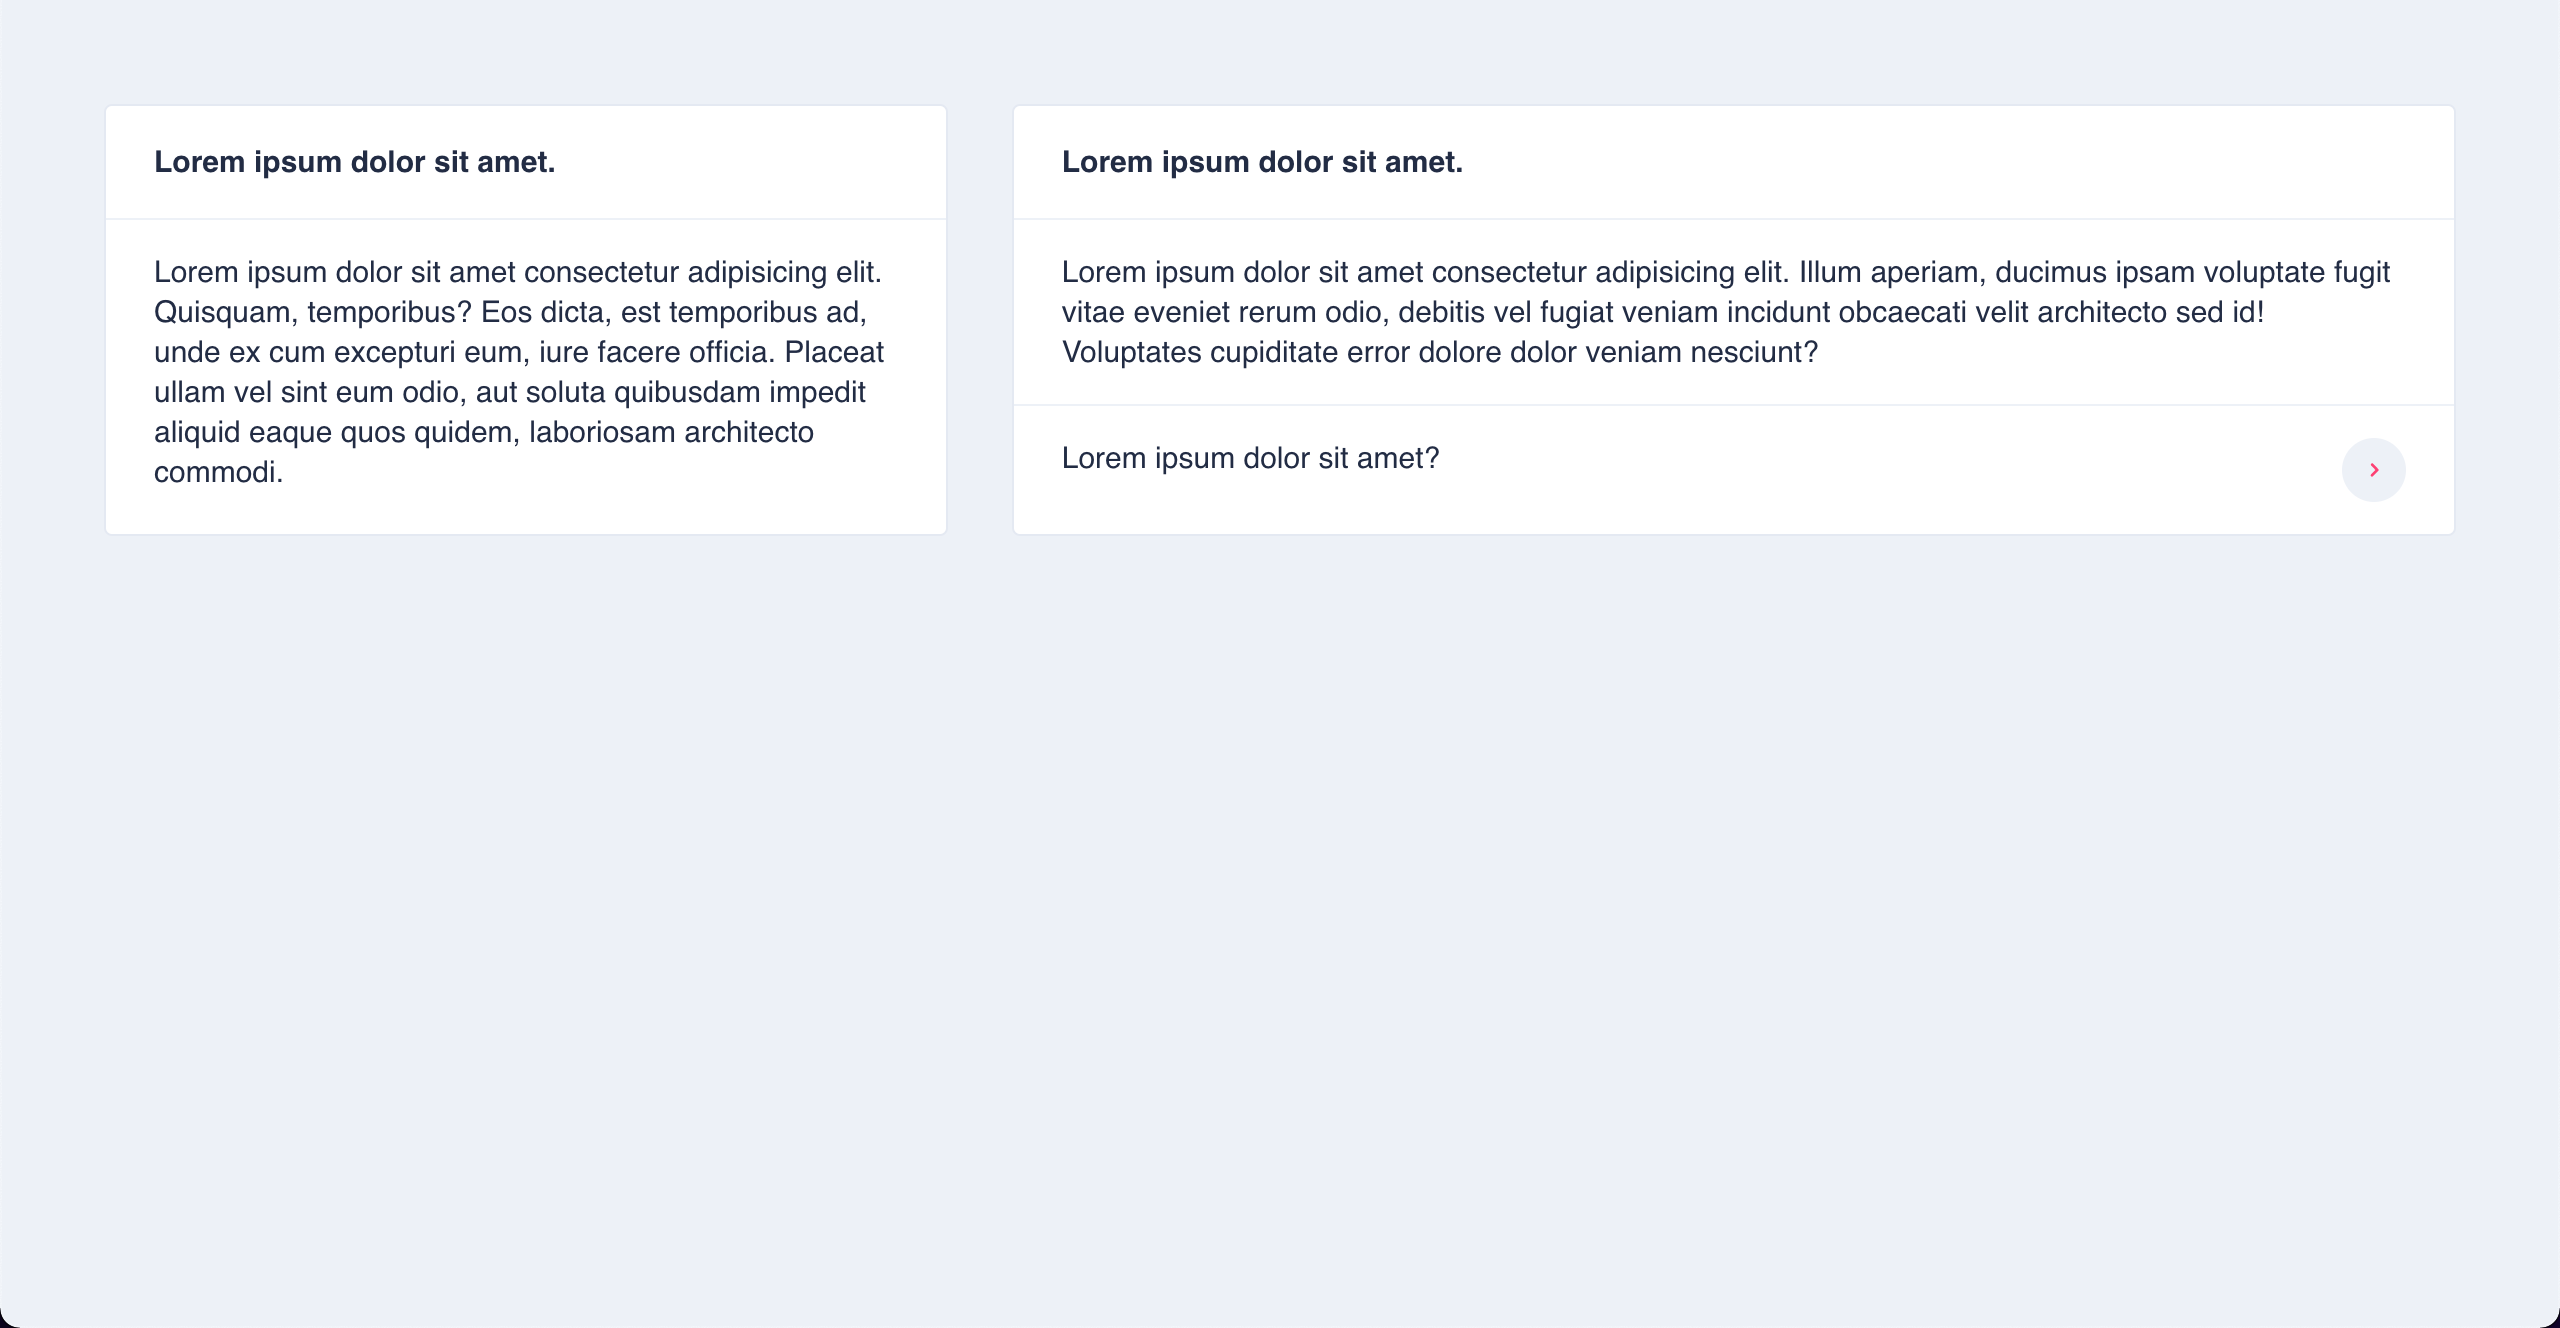 Lorem ipsum dolor sit amet.
Lorem ipsum dolor sit amet consectetur adipisicing elit.
Quisquam, temporibus? Eos dicta, est temporibus ad,
unde ex cum excepturi eum, iure facere officia. Placeat
ullam vel sint eum odio, aut soluta quibusdam impedit
aliquid eaque quos quidem, laboriosam architecto
commodi.
Lorem ipsum dolor sit amet.
Lorem ipsum dolor sit amet consectetur adipisicing elit. Illum aperiam, ducimus ipsam voluptate fugit
vitae eveniet rerum odio, debitis vel fugiat veniam incidunt obcaecati velit architecto sed id!
Voluptates cupiditate error dolore dolor veniam nesciunt?
Lorem ipsum dolor sit amet?